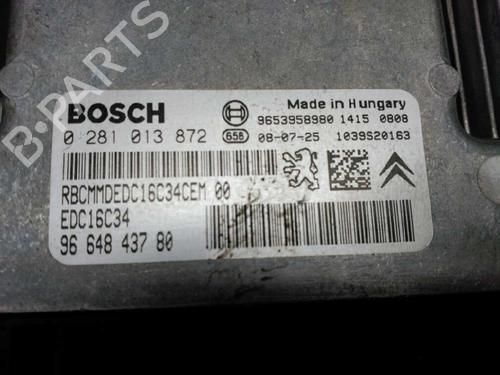 BOSCH
Made in Hungary
9653958980 1415 0808
0 281 013 872
658
08-07-25
1039S20163
RBCMMDEDC16C34CEM 00
EDC16C34
96 648 437 80
B-PARTS